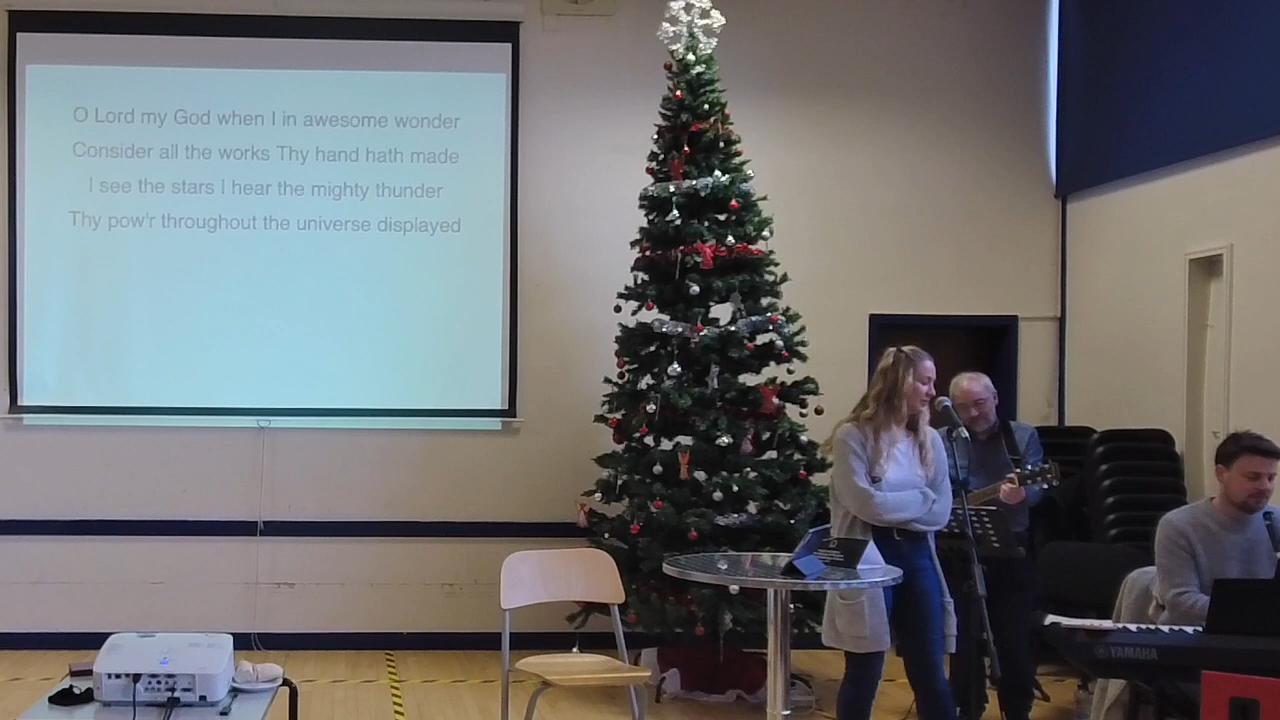 O Lord my God when I in awesome wonder
Consider all the works Thy hand hath made
I see the stars I hear the mighty thunder
Thy pow'r throughout the universe displayed
YAMAHA